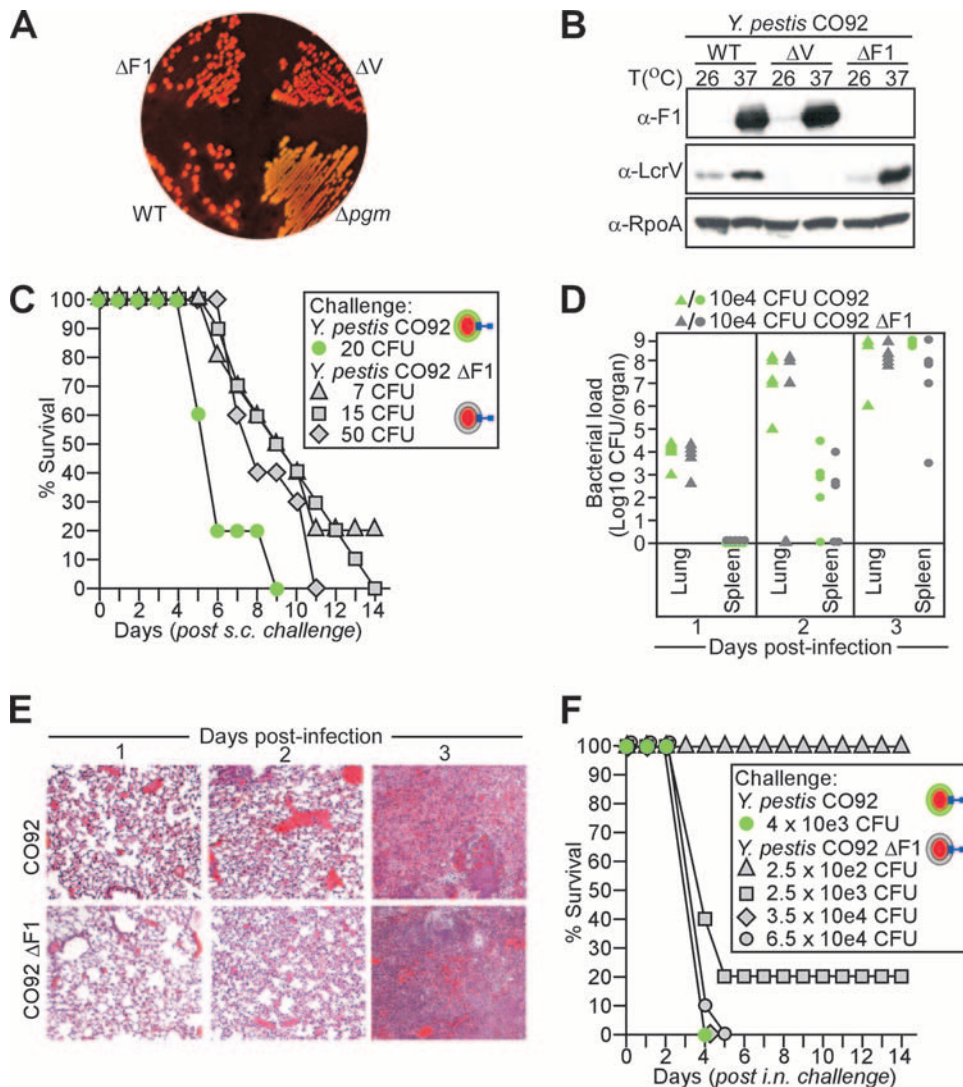 A
ΔF1
ΔV
WT
Δpgm
B
Y. pestis CO92
WT ΔV ΔF1
T(°C) 26 37 26 37 26 37
α-F1
α-LcrV
α-RpoA
C
% Survival
100
90
80
70
60
50
40
30
20
10
0
0 2 4 6 8 10 12 14
Days (post s.c. challenge)
Challenge:
Y. pestis CO92
20 CFU
Y. pestis CO92 ΔF1
7 CFU
15 CFU
50 CFU
D
/ 10e4 CFU CO92
/ 10e4 CFU CO92 ΔF1
Bacterial load
(Log10 CFU/organ)
9
8
7
6
5
4
3
2
1
0
Lung Spleen Lung Spleen Lung Spleen
1 2 3
Days post-infection
E
Days post-infection
1 2 3
CO92
CO92 ΔF1
F
% Survival
100
90
80
70
60
50
40
30
20
10
0
0 2 4 6 8 10 12 14
Days (post i.n. challenge)
Challenge:
Y. pestis CO92
4 x 10e3 CFU
Y. pestis CO92 ΔF1
2.5 x 10e2 CFU
2.5 x 10e3 CFU
3.5 x 10e4 CFU
6.5 x 10e4 CFU